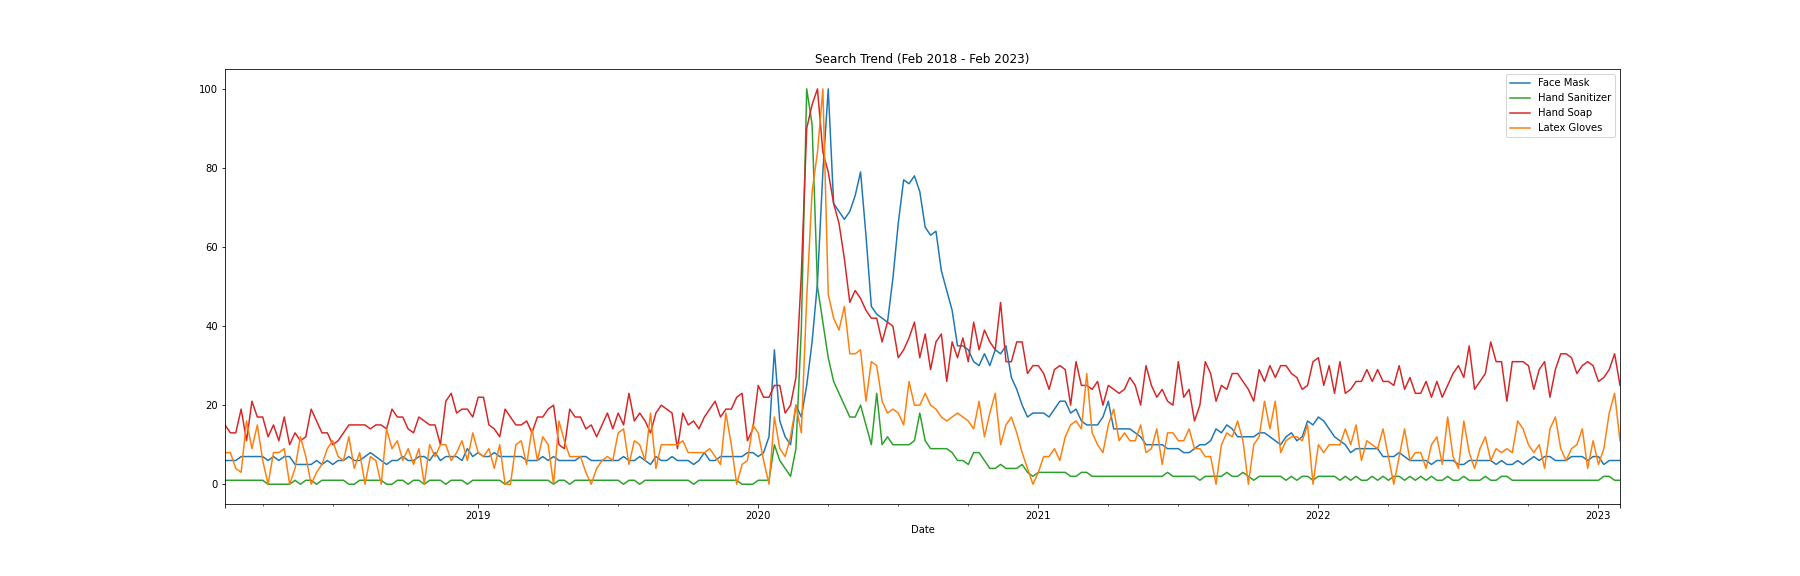 Search Trend (Feb 2018 - Feb 2023)
Face Mask
Hand Sanitizer
Hand Soap
Latex Gloves
100
80
60
40
20
0
2019
2020
2021
2022
2023
Date